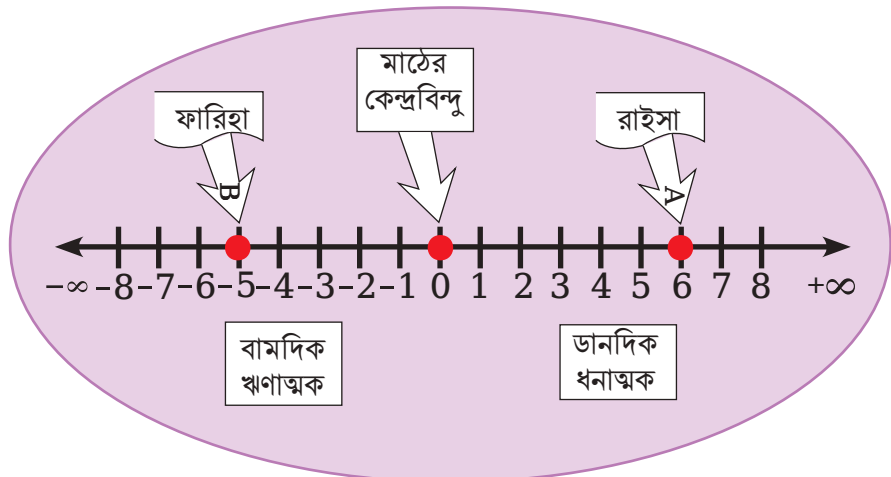 মাঠের
কেন্দ্রবিন্দু
ফারিহা
রাইসা
B
A
−∞ −8 −7 −6 −5 −4 −3 −2 −1 0 1 2 3 4 5 6 7 8 +∞
বামদিক
ঋণাত্মক
ডানদিক
ধনাত্মক